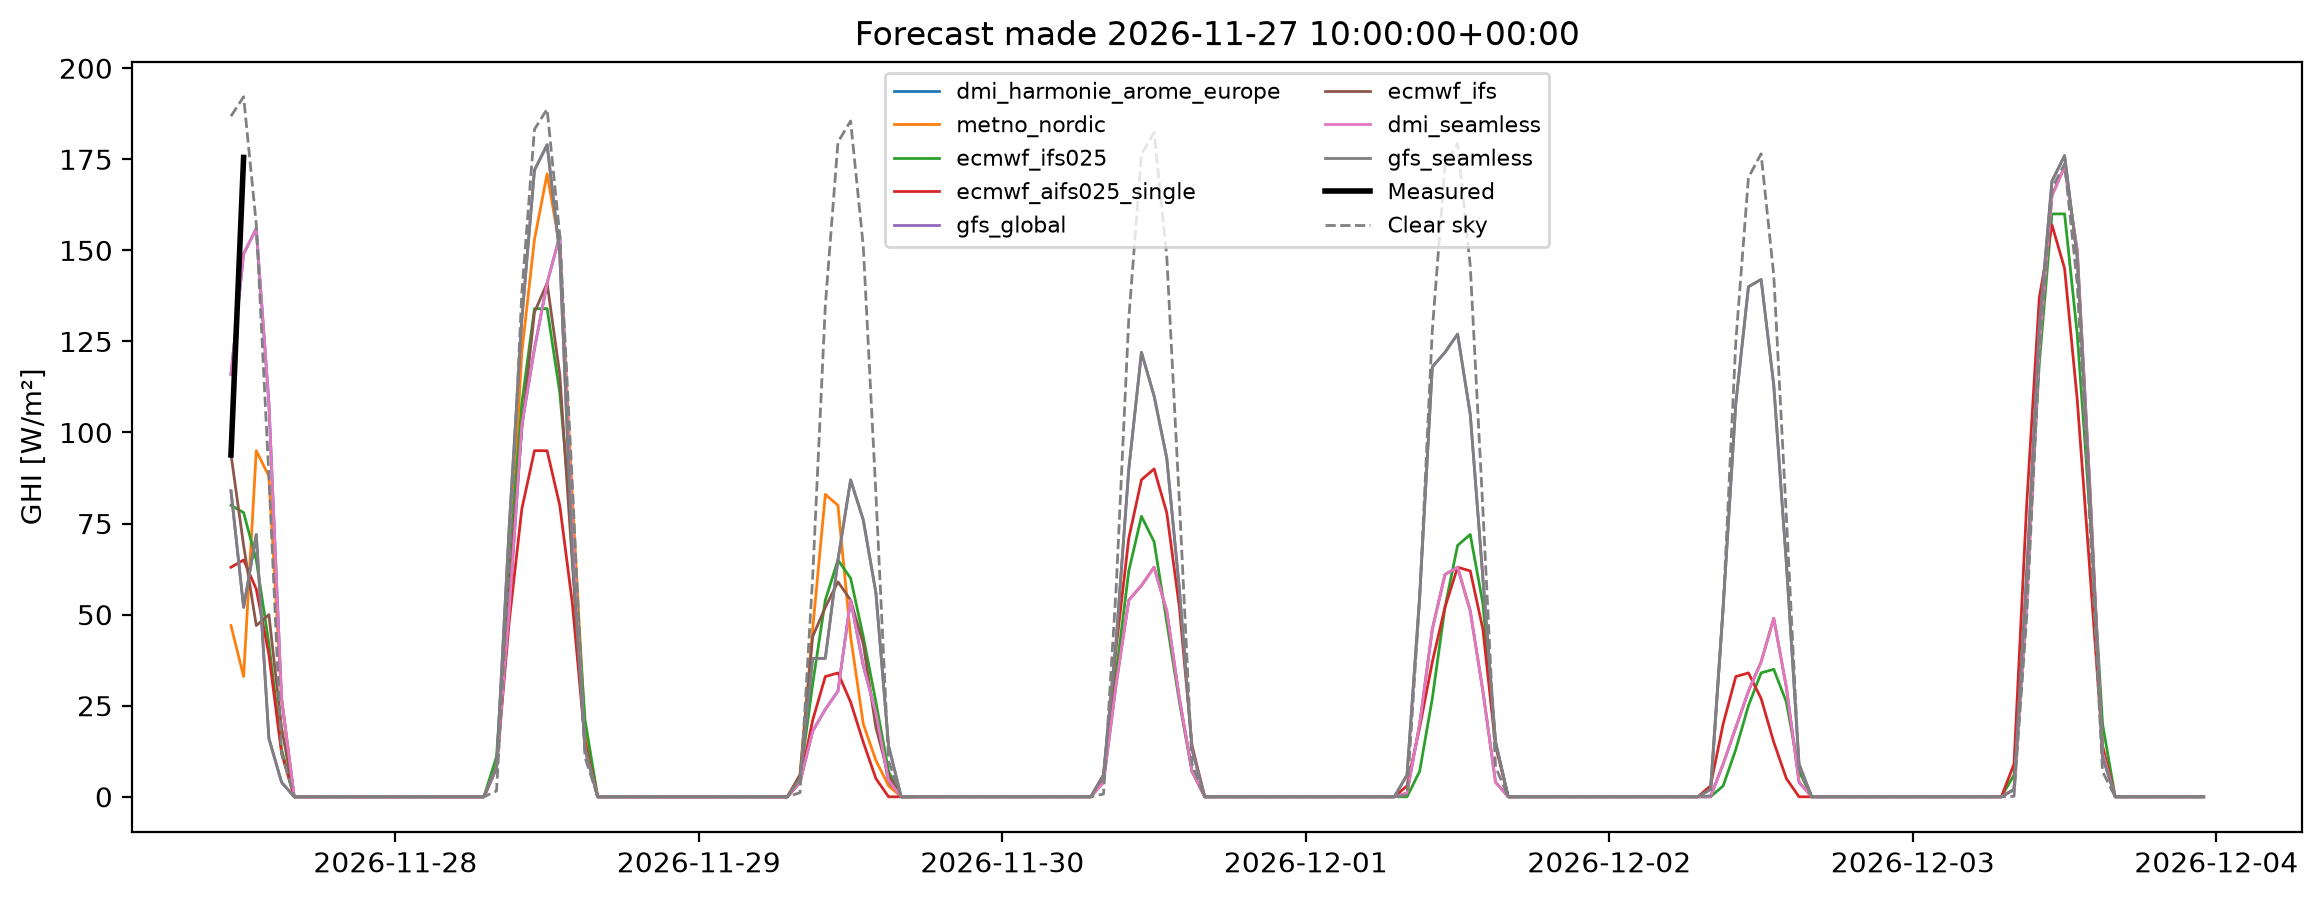 Forecast made 2026-11-27 10:00:00+00:00
200
175
150
125
100
75
50
25
0
GHI [W/m²]
dmi_harmonie_arome_europe
metno_nordic
ecmwf_ifs025
ecmwf_aifs025_single
gfs_global
ecmwf_ifs
dmi_seamless
gfs_seamless
Measured
Clear sky
2026-11-28
2026-11-29
2026-11-30
2026-12-01
2026-12-02
2026-12-03
2026-12-04